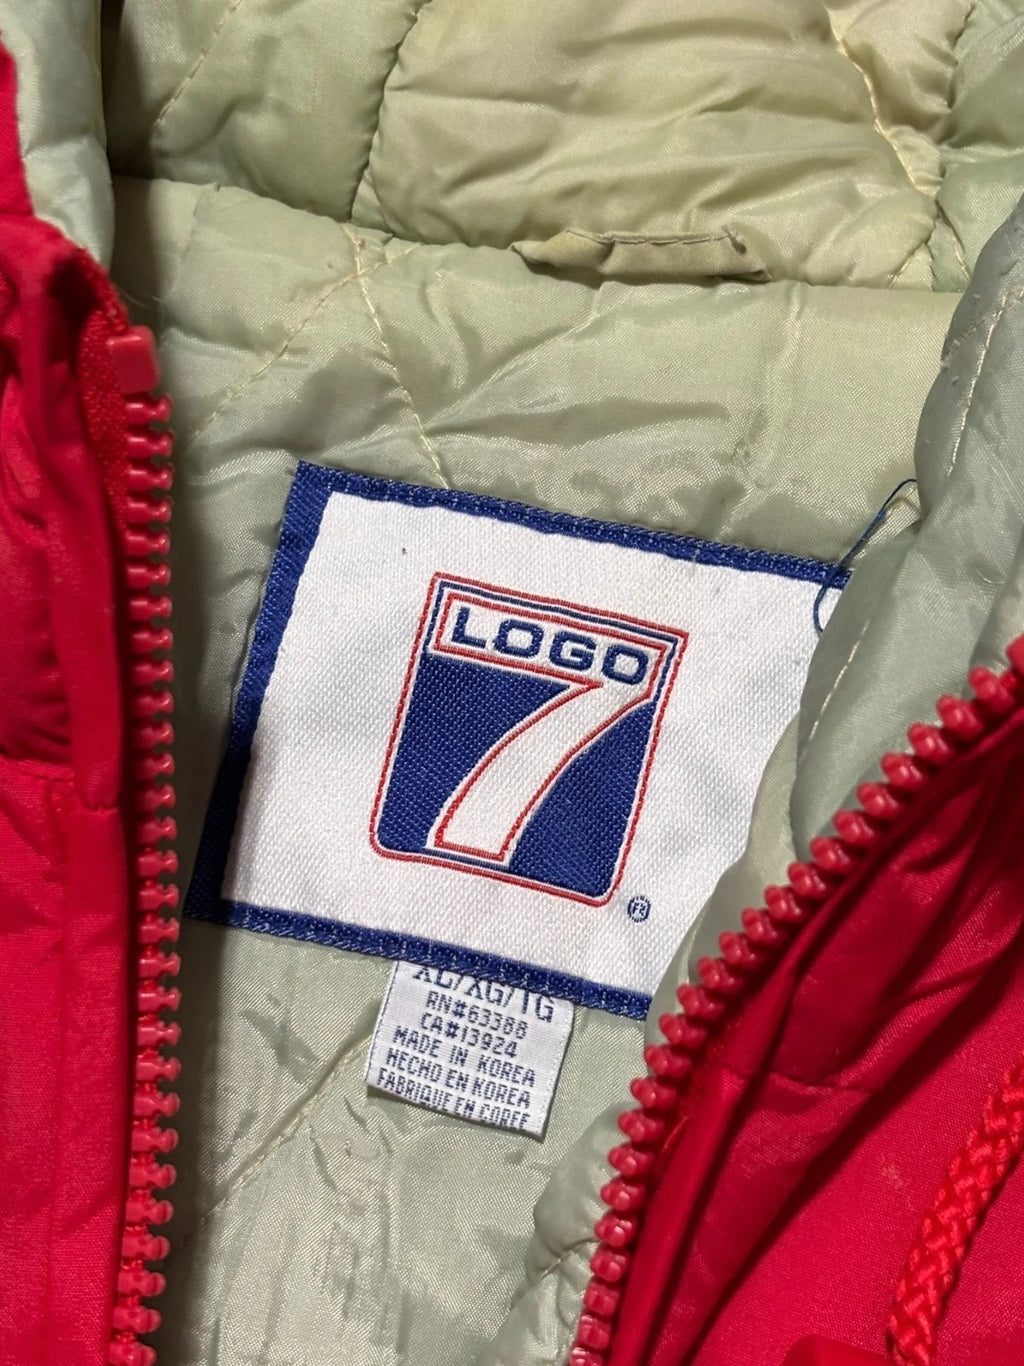 LOGO
7
®
XL/XG/TG
RN#63388
CA#13924
MADE IN KOREA
HECHO EN KOREA
FABRIQUE EN COREE